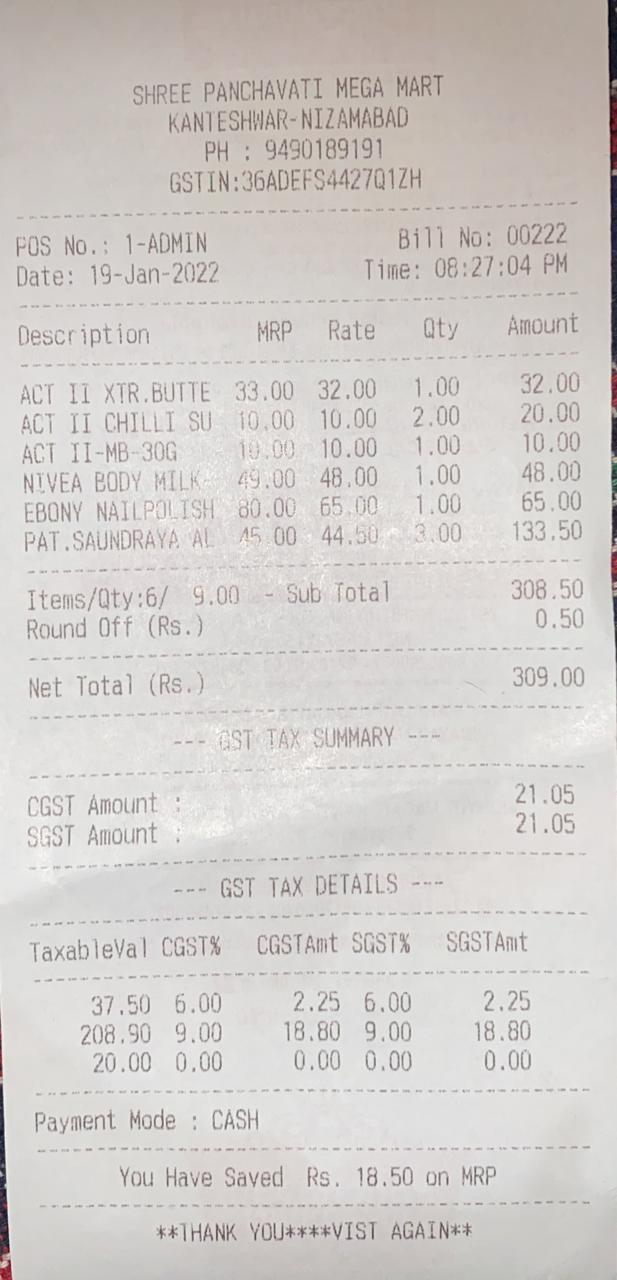 SHREE PANCHAVATI MEGA MART
KANTESHWAR-NIZAMABAD
PH : 9490189191
GSTIN:36ADEFS4427Q1ZH
POS No.: 1-ADMIN Bill No: 00222
Date: 19-Jan-2022 Time: 08:27:04 PM
Description MRP Rate Qty Amount
ACT II XTR.BUTTE 33.00 32.00 1.00 32.00
ACT II CHILLI SU 10.00 10.00 2.00 20.00
ACT II-MB-30G 10.00 10.00 1.00 10.00
NIVEA BODY MILK- 49.00 48.00 1.00 48.00
EBONY NAILPOLISH 80.00 65.00 1.00 65.00
PAT.SAUNDRAYA AL 45.00 44.50 3.00 133.50
Items/Qty:6/ 9.00 - Sub Total 308.50
Round Off (Rs.) 0.50
Net Total (Rs.) 309.00
--- GST TAX SUMMARY ---
CGST Amount : 21.05
SGST Amount : 21.05
--- GST TAX DETAILS ---
TaxableVal CGST% CGSTAmt SGST% SGSTAmt
37.50 6.00 2.25 6.00 2.25
208.90 9.00 18.80 9.00 18.80
20.00 0.00 0.00 0.00 0.00
Payment Mode : CASH
You Have Saved Rs. 18.50 on MRP
**THANK YOU****VIST AGAIN**